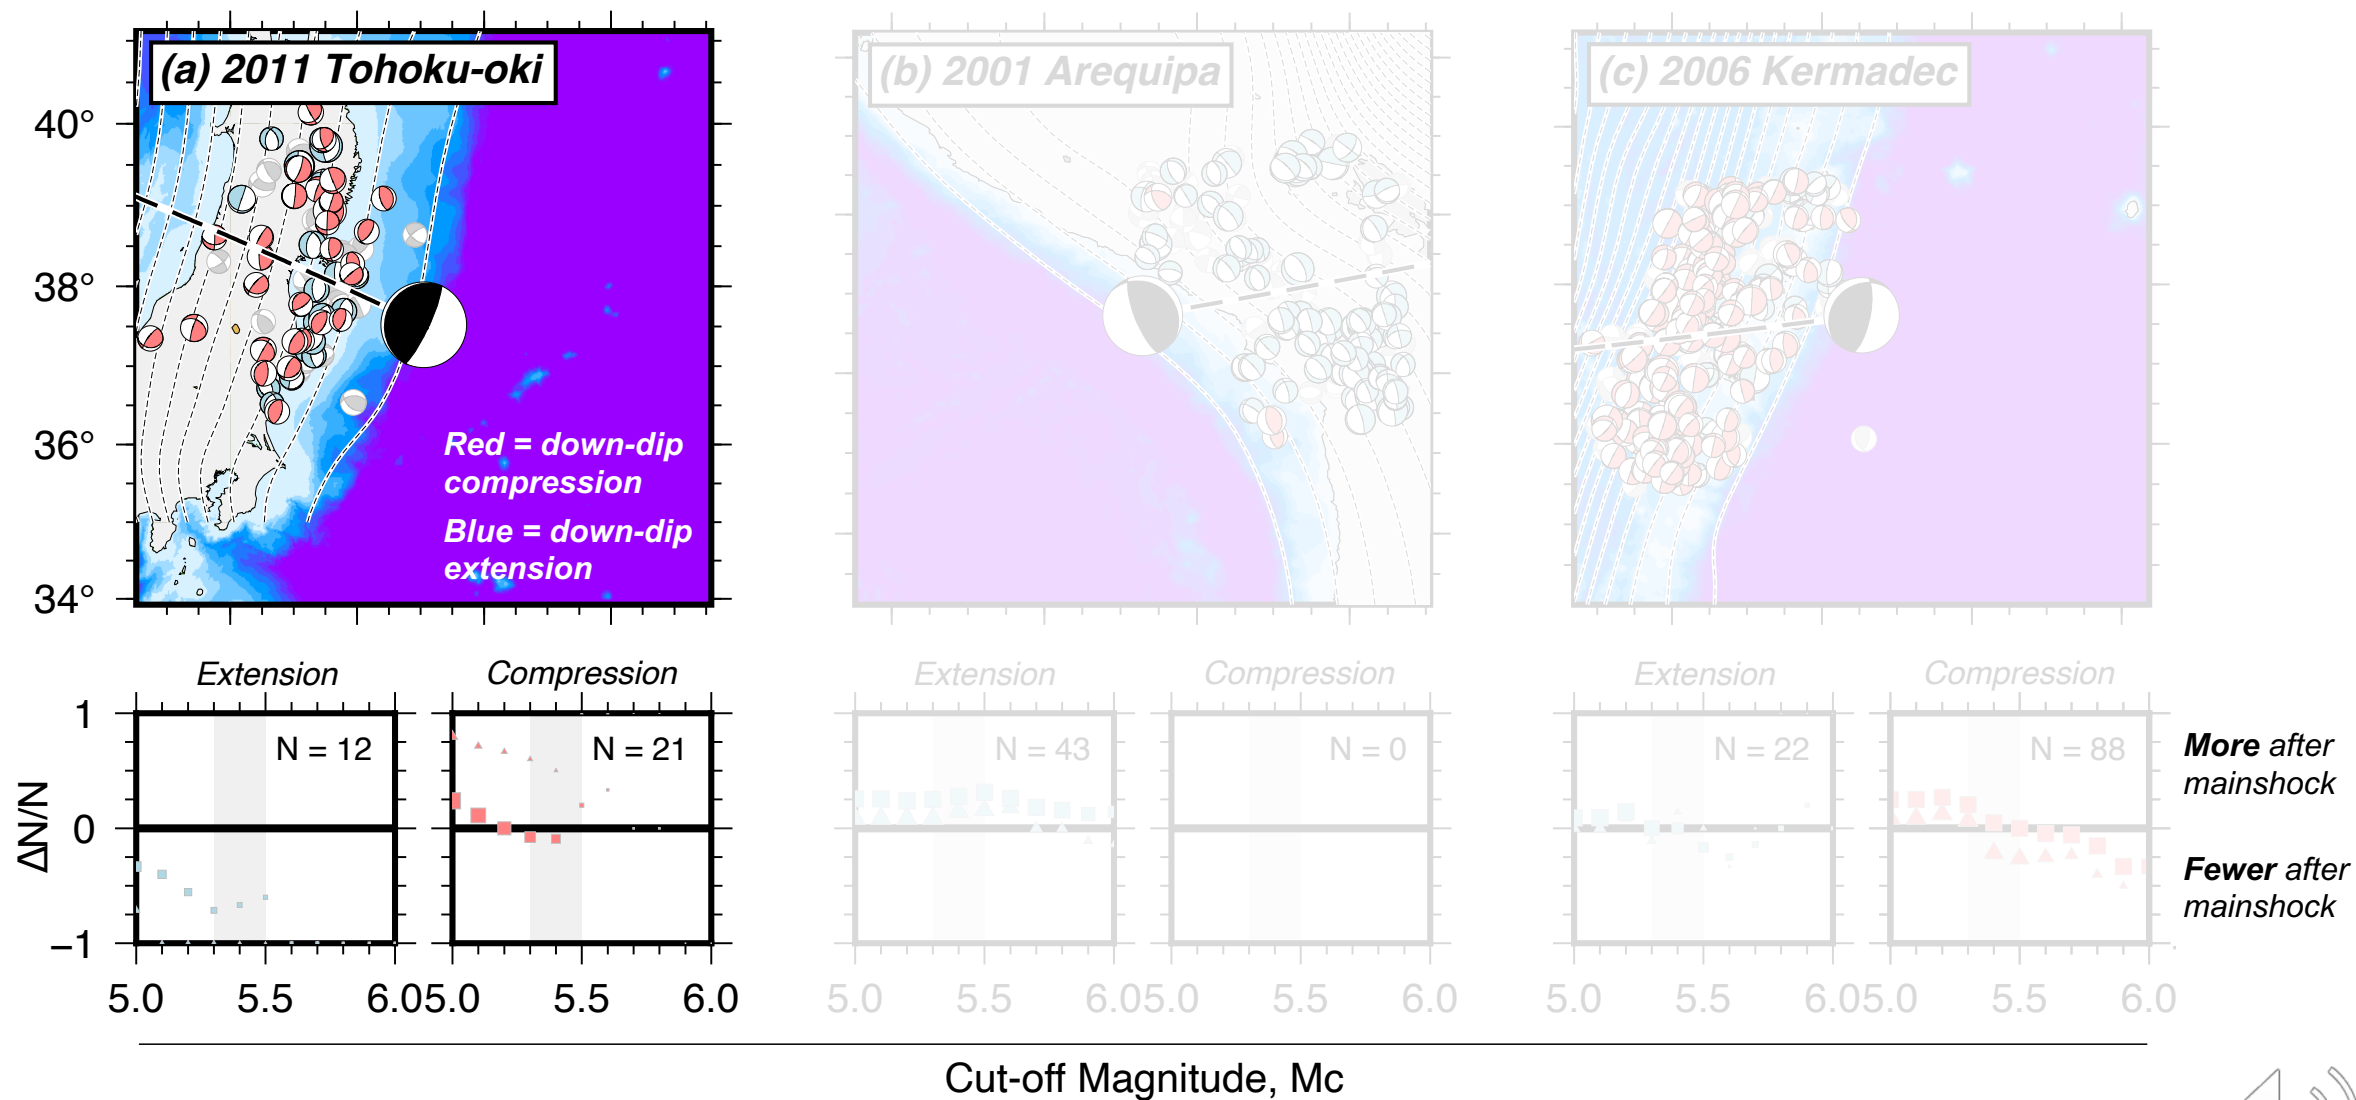 (a) 2011 Tohoku-oki
(b) 2001 Arequipa
(c) 2006 Kermadec
40°
38°
36°
34°
Red = down-dip
compression
Blue = down-dip
extension
Extension
Compression
Extension
Compression
Extension
Compression
N = 12
N = 21
N = 43
N = 0
N = 22
N = 88
1
0
−1
ΔN/N
More after
mainshock
Fewer after
mainshock
5.0 5.5 6.0 5.0 5.5 6.0
5.0 5.5 6.0 5.0 5.5 6.0
5.0 5.5 6.0 5.0 5.5 6.0
Cut-off Magnitude, Mc